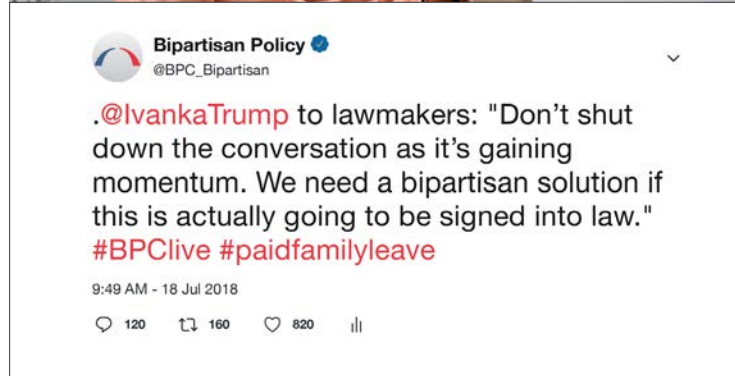 Bipartisan Policy
@BPC_Bipartisan
.@IvankaTrump to lawmakers: "Don’t shut
down the conversation as it’s gaining
momentum. We need a bipartisan solution if
this is actually going to be signed into law."
#BPClive #paidfamilyleave
9:49 AM - 18 Jul 2018
120 160 820